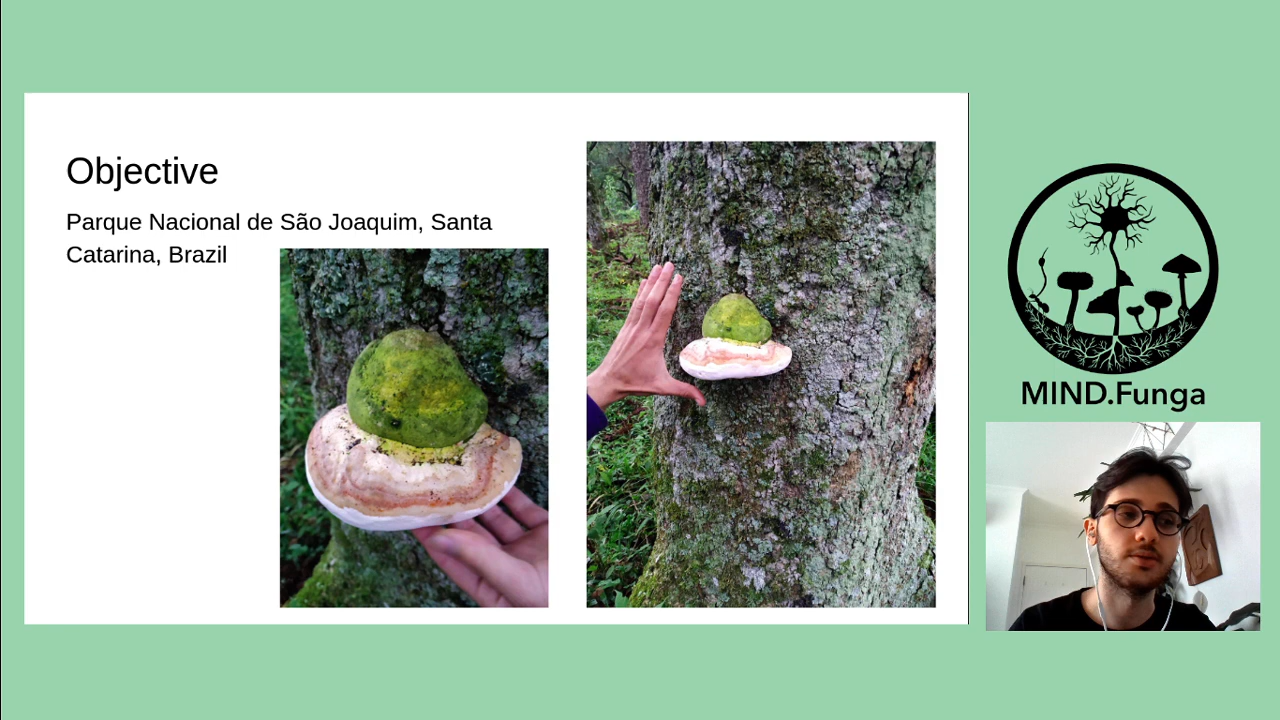 Objective
Parque Nacional de São Joaquim, Santa
Catarina, Brazil
MIND.Funga